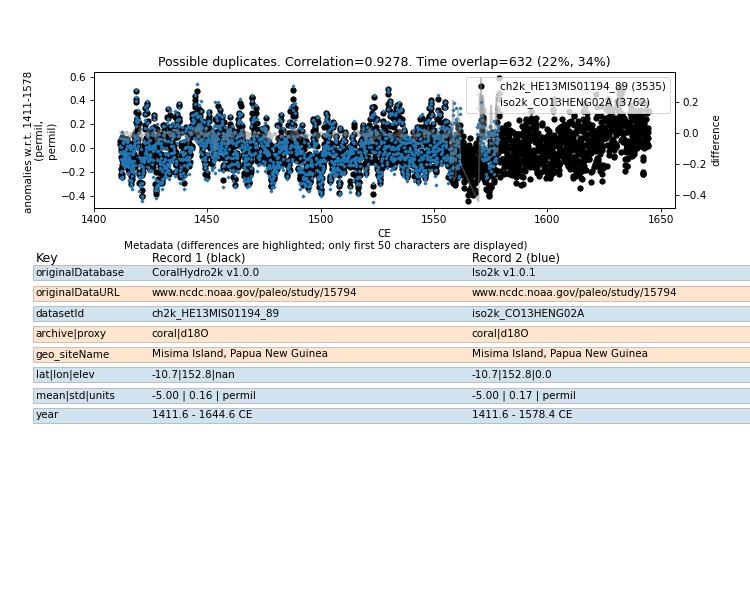 Possible duplicates. Correlation=0.9278. Time overlap=632 (22%, 34%)
anomalies w.r.t. 1411-1578
(permil,
permil)
0.6
0.4
0.2
0.0
−0.2
−0.4
ch2k_HE13MIS01194_89 (3535)
iso2k_CO13HENG02A (3762)
0.2
0.0
−0.2
−0.4
difference
1400 1450 1500 1550 1600 1650
CE
Metadata (differences are highlighted; only first 50 characters are displayed)
Key Record 1 (black) Record 2 (blue)
originalDatabase CoralHydro2k v1.0.0 Iso2k v1.0.1
originalDataURL www.ncdc.noaa.gov/paleo/study/15794 www.ncdc.noaa.gov/paleo/study/15794
datasetId ch2k_HE13MIS01194_89 iso2k_CO13HENG02A
archive|proxy coral|d18O coral|d18O
geo_siteName Misima Island, Papua New Guinea Misima Island, Papua New Guinea
lat|lon|elev -10.7|152.8|nan -10.7|152.8|0.0
mean|std|units -5.00 | 0.16 | permil -5.00 | 0.17 | permil
year 1411.6 - 1644.6 CE 1411.6 - 1578.4 CE